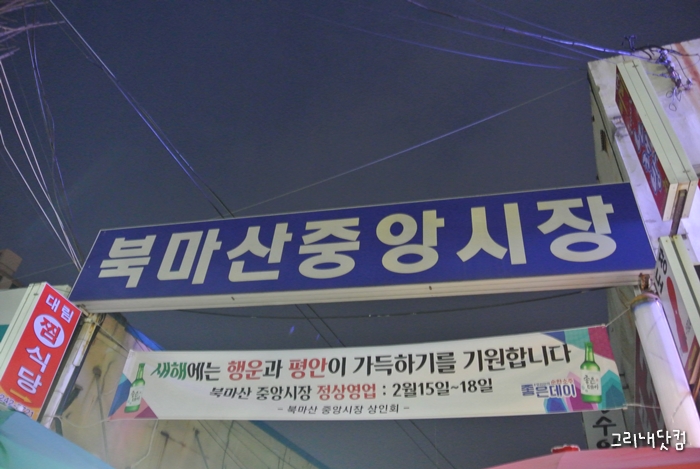 북마산중앙시장
대림
점
식당
새해에는 행운과 평안이 가득하기를 기원합니다
북마산 중앙시장 정상영업 : 2월15일~18일
- 북마산 중앙시장 상인회 -
좋은데이
그리내닷컴